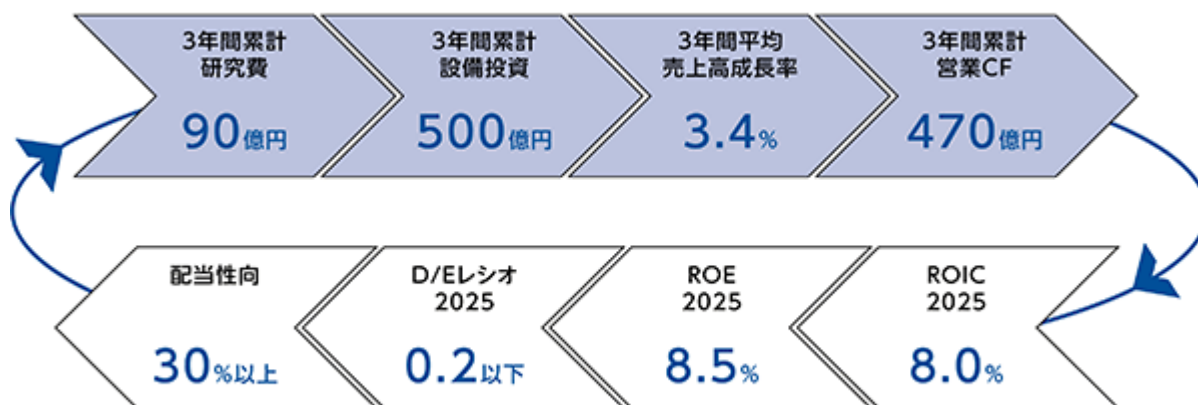 3年間累計
研究費
90億円
3年間累計
設備投資
500億円
3年間平均
売上高成長率
3.4%
3年間累計
営業CF
470億円
配当性向
30%以上
D/Eレシオ
2025
0.2以下
ROE
2025
8.5%
ROIC
2025
8.0%